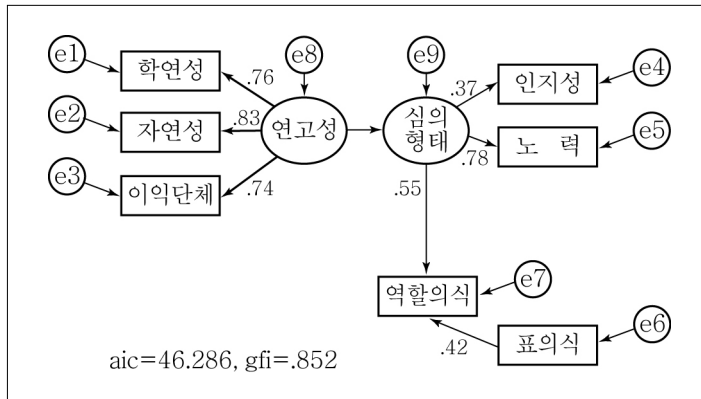 e1
e8
e9
학연성
.76
인지성
e4
.37
e2
자연성
.83
연고성
심의
형태
노 력
e5
.78
e3
이익단체
.74
.55
역할의식
e7
표의식
e6
.42
aic=46.286, gfi=.852